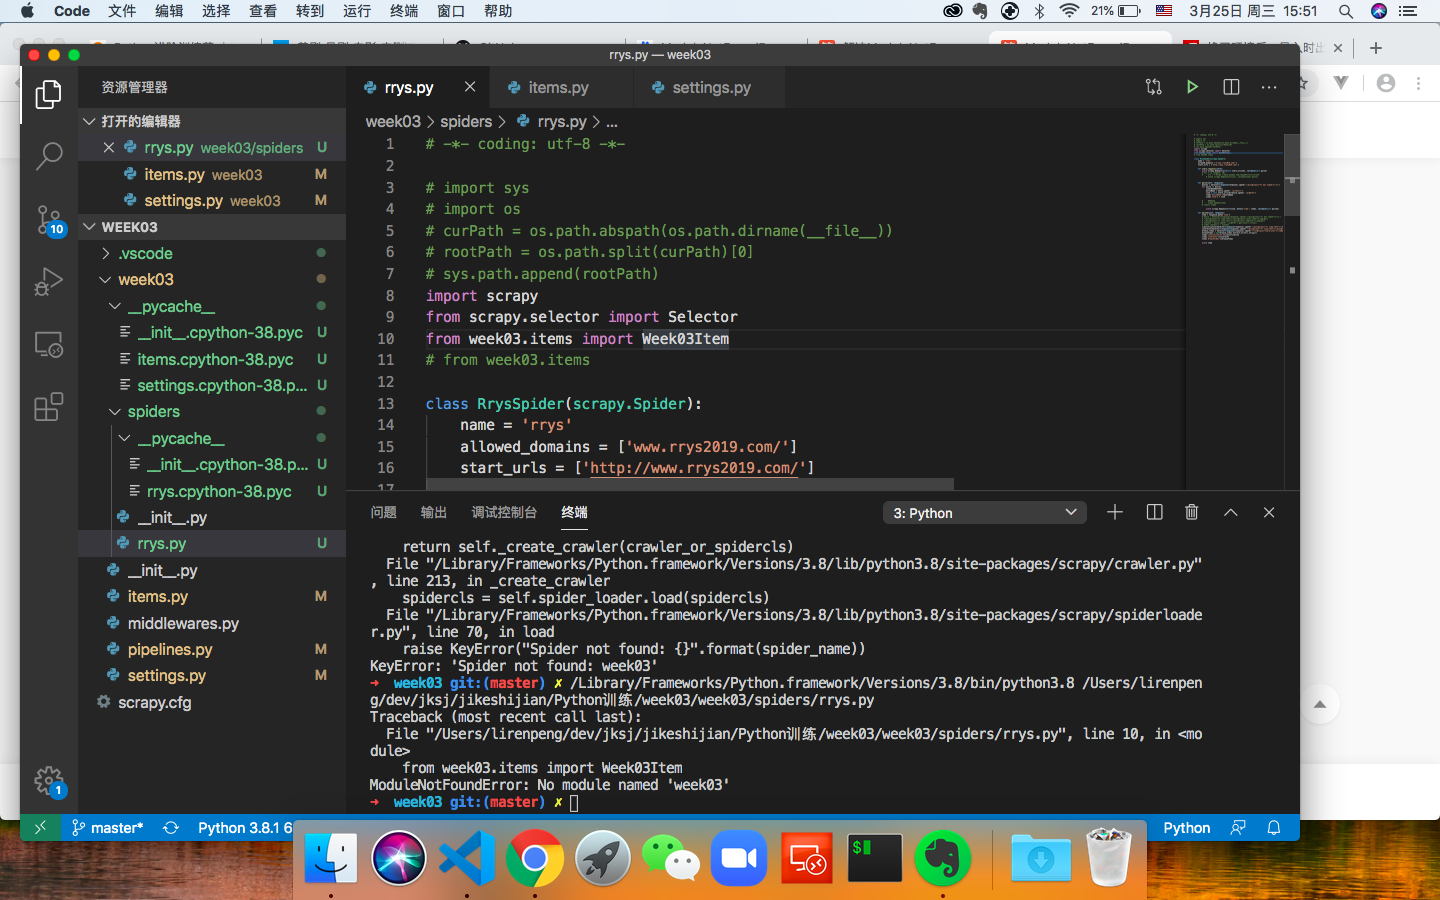 Code 文件 编辑 选择 查看 转到 运行 终端 窗口 帮助 21% 3月25日 周三 15:51
rrys.py — week03
资源管理器
打开的编辑器
rrys.py week03/spiders U
items.py week03 M
settings.py week03 M
10
WEEK03
.vscode
week03
__pycache__
__init__.cpython-38.pyc U
items.cpython-38.pyc U
settings.cpython-38.p... U
spiders
__pycache__
__init__.cpython-38.p... U
rrys.cpython-38.pyc U
__init__.py
rrys.py U
__init__.py
items.py M
middlewares.py
pipelines.py M
settings.py M
scrapy.cfg
1
rrys.py items.py settings.py
week03 > spiders > rrys.py > ...
1 # -*- coding: utf-8 -*-
2
3 # import sys
4 # import os
5 # curPath = os.path.abspath(os.path.dirname(__file__))
6 # rootPath = os.path.split(curPath)[0]
7 # sys.path.append(rootPath)
8 import scrapy
9 from scrapy.selector import Selector
10 from week03.items import Week03Item
11 # from week03.items
12
13 class RrysSpider(scrapy.Spider):
14 name = 'rrys'
15 allowed_domains = ['www.rrys2019.com/']
16 start_urls = ['http://www.rrys2019.com/']
17
问题 输出 调试控制台 终端 3: Python
return self._create_crawler(crawler_or_spidercls)
File "/Library/Frameworks/Python.framework/Versions/3.8/lib/python3.8/site-packages/scrapy/crawler.py"
, line 213, in _create_crawler
spidercls = self.spider_loader.load(spidercls)
File "/Library/Frameworks/Python.framework/Versions/3.8/lib/python3.8/site-packages/scrapy/spiderloade
r.py", line 70, in load
raise KeyError("Spider not found: {}".format(spider_name))
KeyError: 'Spider not found: week03'
→ week03 git:(master) ✗ /Library/Frameworks/Python.framework/Versions/3.8/bin/python3.8 /Users/lirenpen
g/dev/jksj/jikeshijian/Python训练/week03/week03/spiders/rrys.py
Traceback (most recent call last):
File "/Users/lirenpeng/dev/jksj/jikeshijian/Python训练/week03/week03/spiders/rrys.py", line 10, in <mo
dule>
from week03.items import Week03Item
ModuleNotFoundError: No module named 'week03'
→ week03 git:(master) ✗
master* Python 3.8.1 6 Python